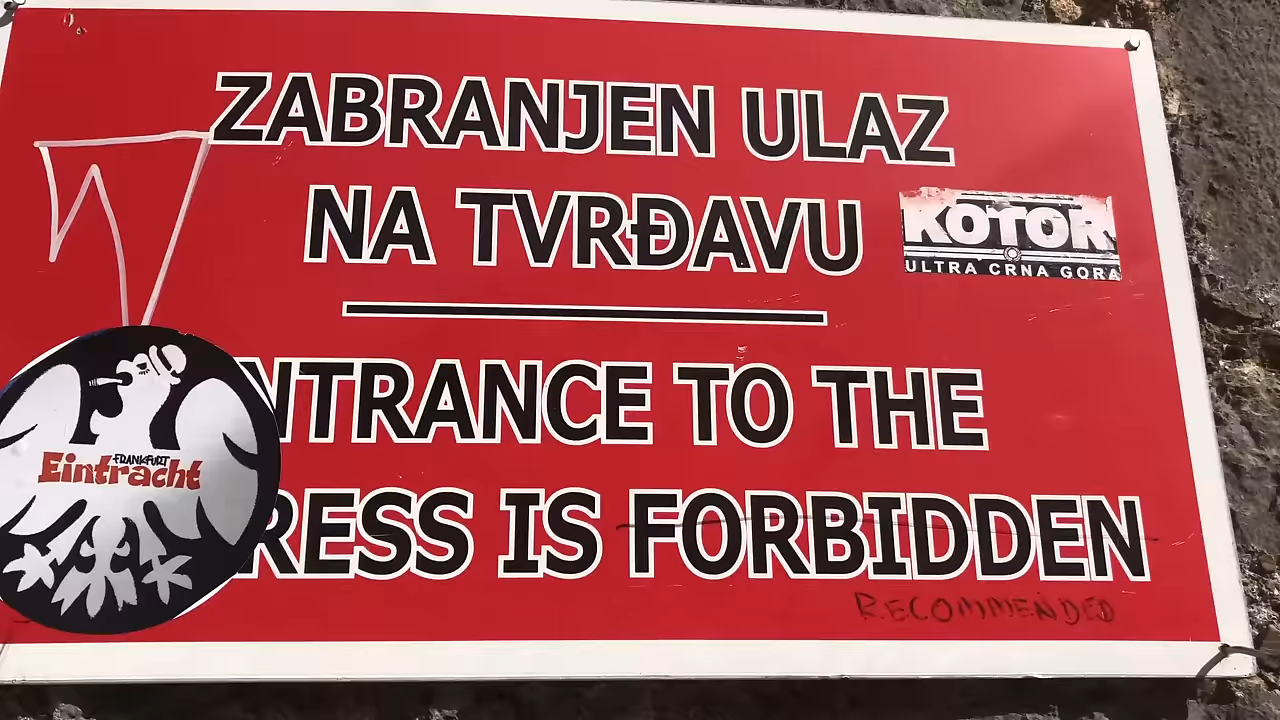 ZABRANJEN ULAZ
NA TVRĐAVU
KOTOR
ULTRA CRNA GORA
NTRANCE TO THE
FRANKFURT
Eintracht
RESS IS FORBIDDEN
RECOMMENDED